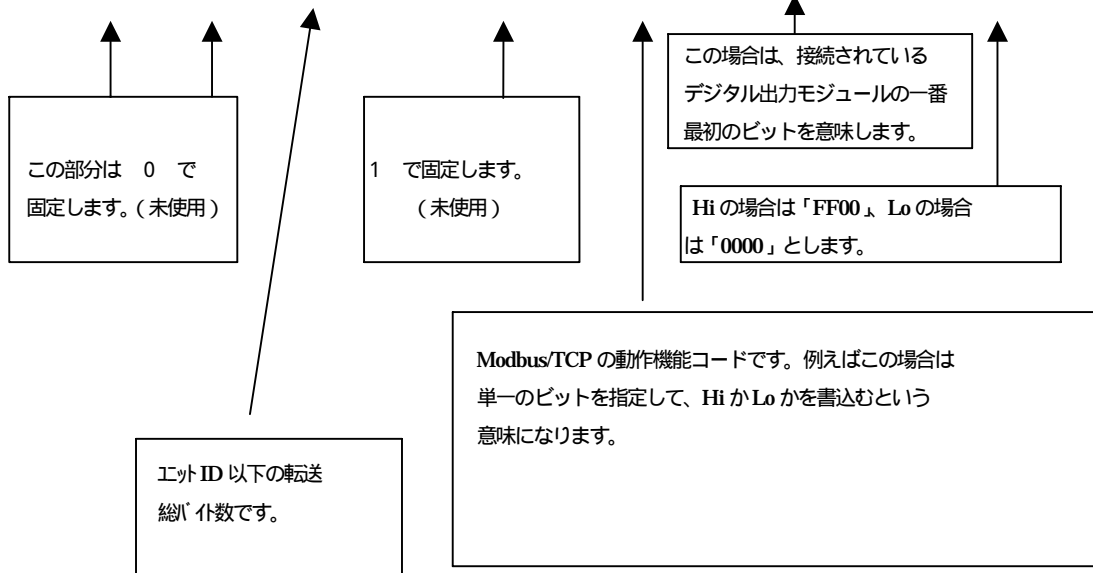 この場合は、接続されている
デジタル出力モジュールの一番
最初のビットを意味します。
この部分は 0 で
固定します。(未使用)
1 で固定します。
(未使用)
Hi の場合は「FF00」、Lo の場合
は「0000」とします。
Modbus/TCP の動作機能コードです。例えばこの場合は
単一のビットを指定して、Hi か Lo かを書込むという
意味になります。
ユニット ID 以下の転送
総バイト数です。